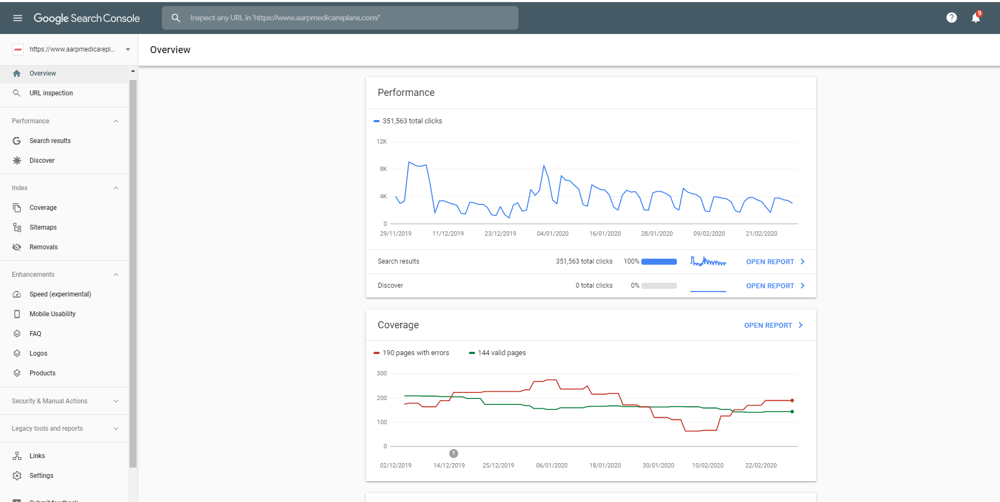 Google Search Console
Inspect any URL in 'https://www.aarpmedicareplans.com/'
?
9
AARP
https://www.aarpmedicarepl...
Overview
Overview
URL inspection
Performance
Search results
Discover
Index
Coverage
Sitemaps
Removals
Enhancements
Speed (experimental)
Mobile Usability
FAQ
Logos
Products
Security & Manual Actions
Legacy tools and reports
Links
Settings
Submit feedback
Performance
351,563 total clicks
12K
8K
4K
0
29/11/2019 11/12/2019 23/12/2019 04/01/2020 16/01/2020 28/01/2020 09/02/2020 21/02/2020
Search results 351,563 total clicks 100% OPEN REPORT
Discover 0 total clicks 0% OPEN REPORT
Coverage OPEN REPORT
190 pages with errors 144 valid pages
300
200
100
0
1
02/12/2019 14/12/2019 25/12/2019 06/01/2020 18/01/2020 30/01/2020 10/02/2020 22/02/2020